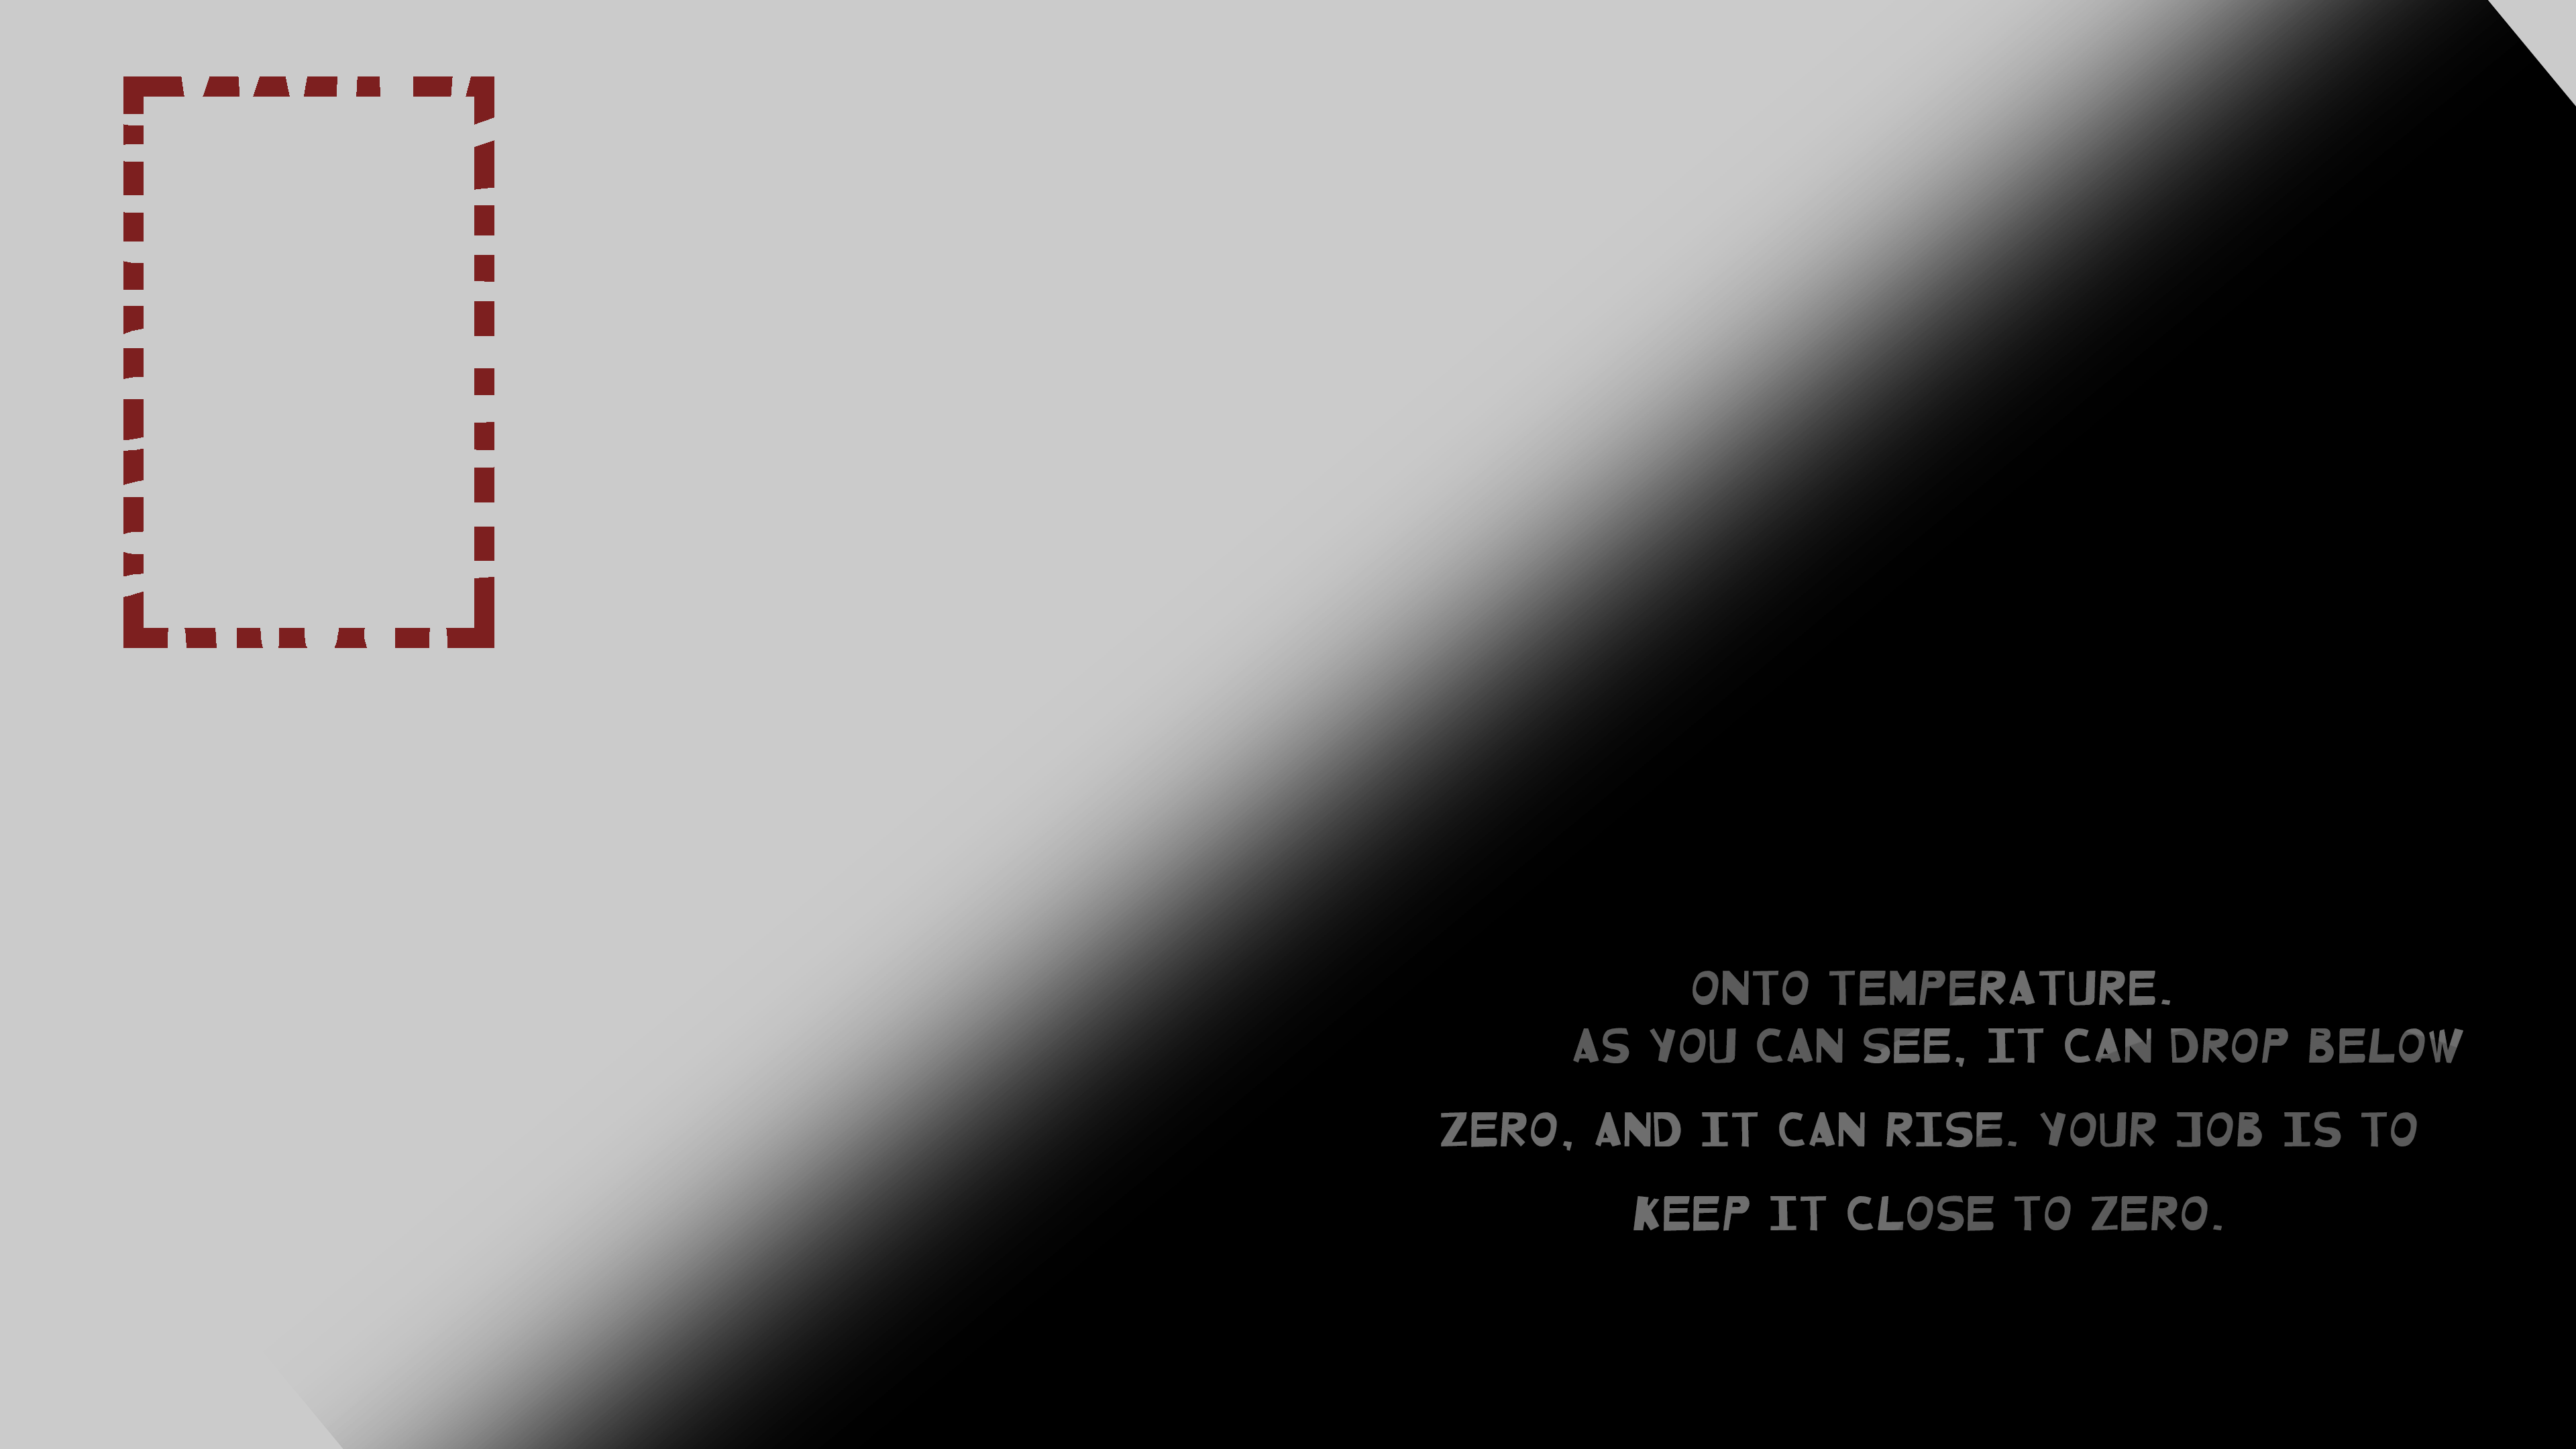 ONTO TEMPERATURE.
AS YOU CAN SEE, IT CAN DROP BELOW
ZERO, AND IT CAN RISE. YOUR JOB IS TO
KEEP IT CLOSE TO ZERO.